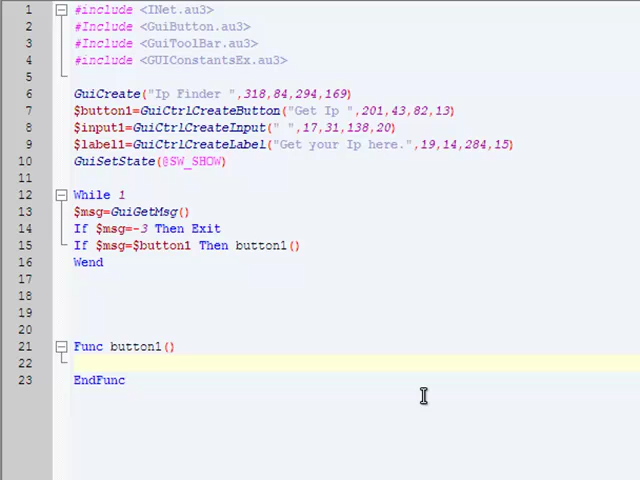 1 #include <INet.au3>
2 #Include <GuiButton.au3>
3 #Include <GuiToolBar.au3>
4 #include <GUIConstantsEx.au3>
5
6 GuiCreate("Ip Finder ",318,84,294,169)
7 $button1=GuiCtrlCreateButton("Get Ip ",201,43,82,13)
8 $input1=GuiCtrlCreateInput(" ",17,31,138,20)
9 $label1=GuiCtrlCreateLabel("Get your Ip here.",19,14,284,15)
10 GuiSetState(@SW_SHOW)
11
12 While 1
13 $msg=GuiGetMsg()
14 If $msg=-3 Then Exit
15 If $msg=$button1 Then button1()
16 Wend
17
18
19
20
21 Func button1()
22
23 EndFunc